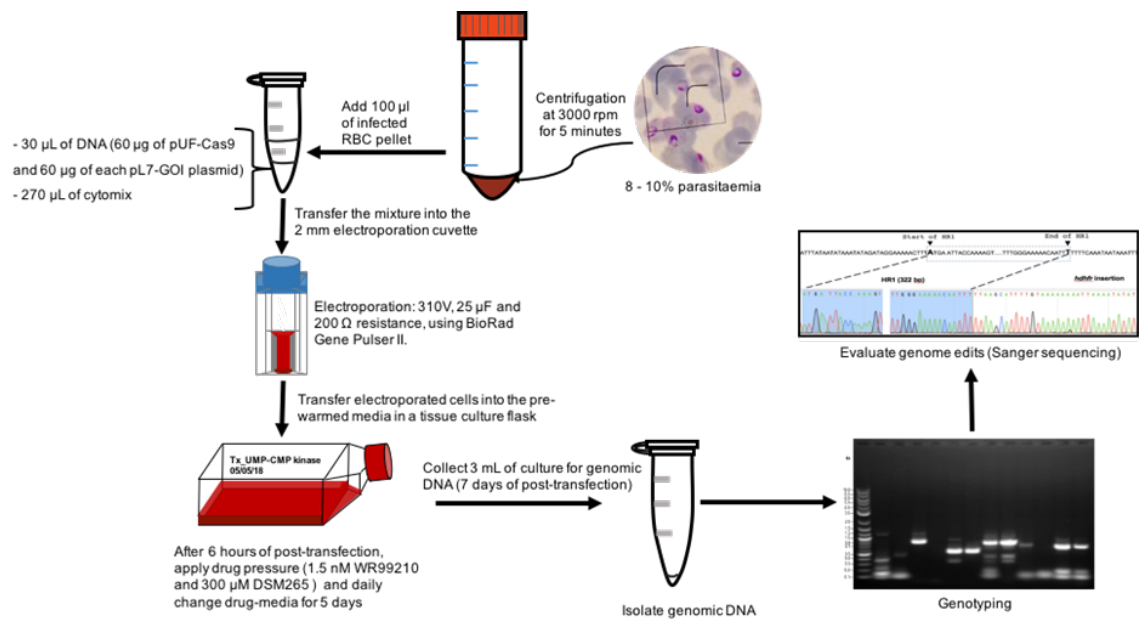 Centrifugation
at 3000 rpm
for 5 minutes
8 - 10% parasitaemia
Add 100 µl
of infected
RBC pellet
- 30 µL of DNA (60 µg of pUF-Cas9
and 60 µg of each pL7-GOI plasmid)
- 270 µL of cytomix
Transfer the mixture into the
2 mm electroporation cuvette
Electroporation: 310V, 25 µF and
200 Ω resistance, using BioRad
Gene Pulser II.
Transfer electroporated cells into the pre-
warmed media in a tissue culture flask
Tx_UMP-CMP kinase
05/05/18
After 6 hours of post-transfection,
apply drug pressure (1.5 nM WR99210
and 300 µM DSM265 ) and daily
change drug-media for 5 days
Collect 3 mL of culture for genomic
DNA (7 days of post-transfection)
Isolate genomic DNA
Genotyping
Start of HR1
End of HR1
HR1 (322 bp)
hdhfr insertion
Evaluate genome edits (Sanger sequencing)